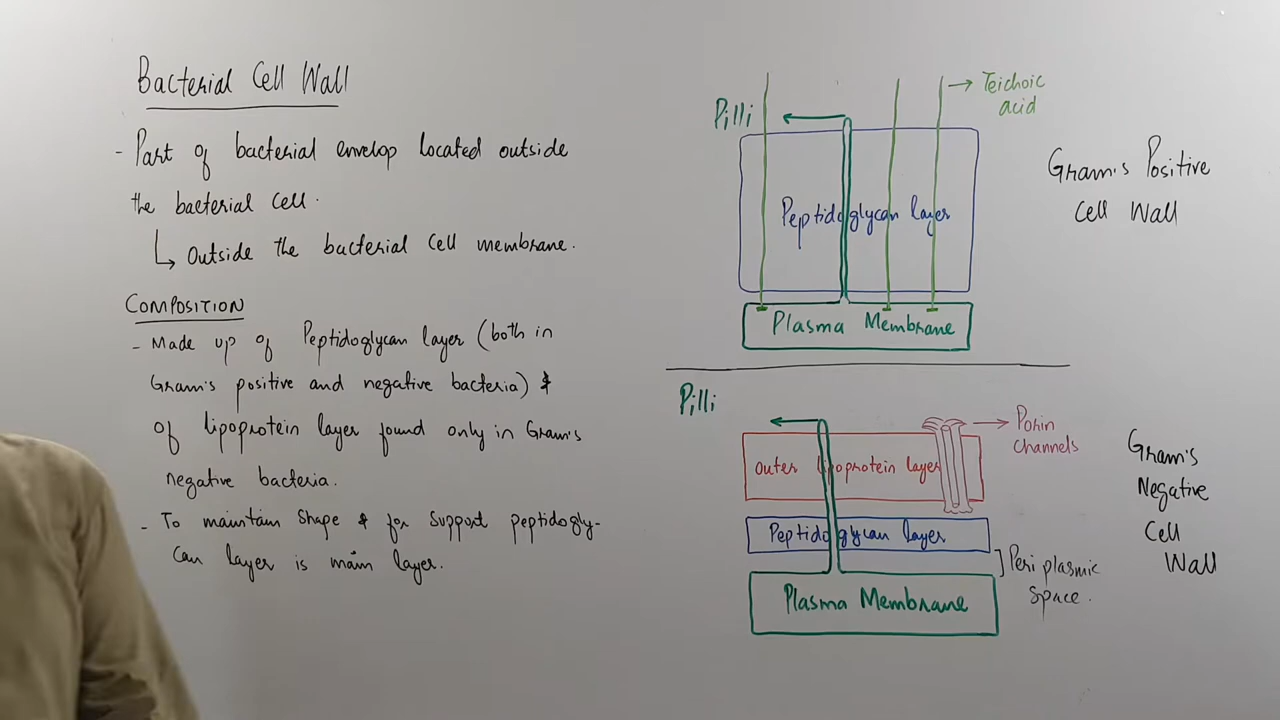 Bacterial Cell Wall
- Part of bacterial envelop located outside
the bacterial cell.
↳ Outside the bacterial cell membrane.
COMPOSITION
- Made up of Peptidoglycan layer (both in
Gram's positive and negative bacteria) &
of lipoprotein layer found only in Gram's
negative bacteria.
- To maintain shape & for support peptidogly-
can layer is main layer.
Pilli
→ Teichoic
acid
Peptidoglycan layer
Plasma Membrane
Gram's Positive
Cell Wall
Pilli
→ Porin
channels
outer lipoprotein layer
Peptidoglycan layer
Peri plasmic
Space.
Plasma Membrane
Gram's
Negative
Cell
Wall